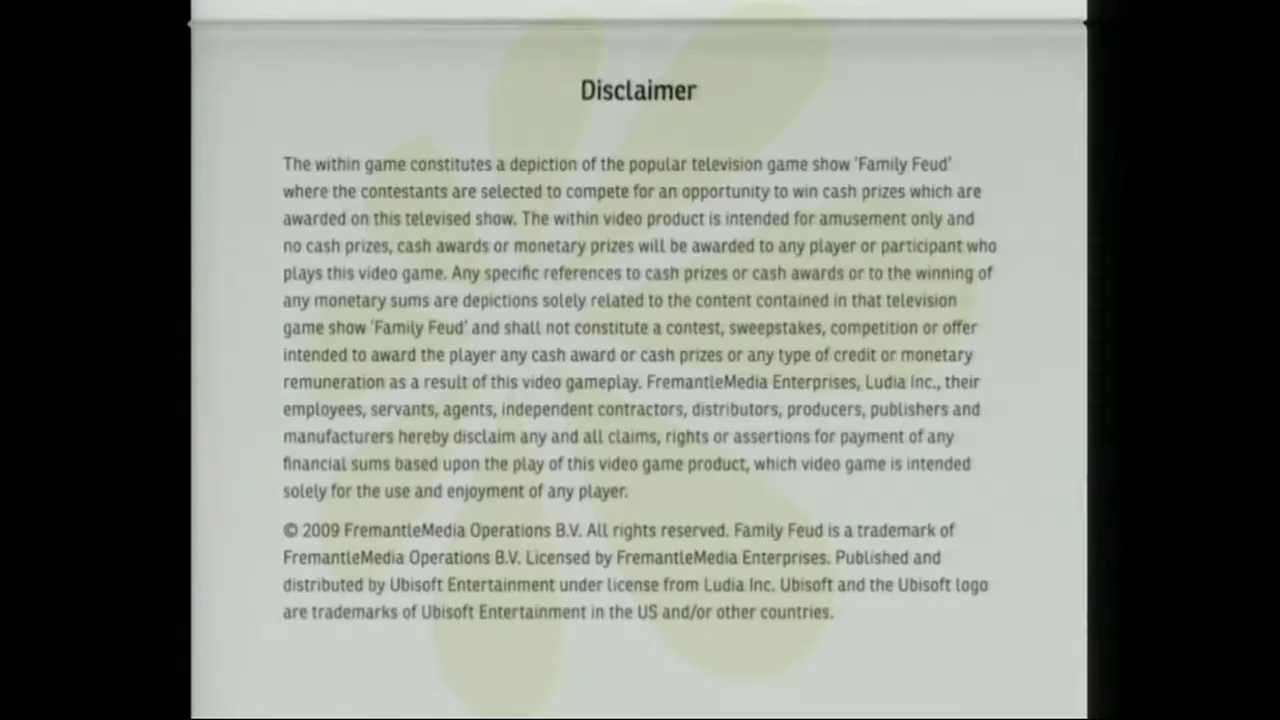 Disclaimer
The within game constitutes a depiction of the popular television game show 'Family Feud'
where the contestants are selected to compete for an opportunity to win cash prizes which are
awarded on this televised show. The within video product is intended for amusement only and
no cash prizes, cash awards or monetary prizes will be awarded to any player or participant who
plays this video game. Any specific references to cash prizes or cash awards or to the winning of
any monetary sums are depictions solely related to the content contained in that television
game show 'Family Feud' and shall not constitute a contest, sweepstakes, competition or offer
intended to award the player any cash award or cash prizes or any type of credit or monetary
remuneration as a result of this video gameplay. FremantleMedia Enterprises, Ludia Inc., their
employees, servants, agents, independent contractors, distributors, producers, publishers and
manufacturers hereby disclaim any and all claims, rights or assertions for payment of any
financial sums based upon the play of this video game product, which video game is intended
solely for the use and enjoyment of any player.
© 2009 FremantleMedia Operations B.V. All rights reserved. Family Feud is a trademark of
FremantleMedia Operations B.V. Licensed by FremantleMedia Enterprises. Published and
distributed by Ubisoft Entertainment under license from Ludia Inc. Ubisoft and the Ubisoft logo
are trademarks of Ubisoft Entertainment in the US and/or other countries.